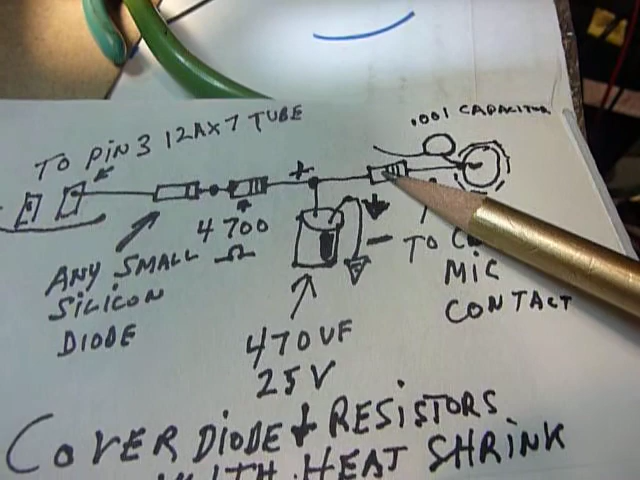 .001 CAPACITOR
TO PIN 3 12AX7 TUBE
+
4700
Ω
-
TO
MIC
CONTACT
ANY SMALL
SILICON
DIODE
470UF
25V
COVER DIODE + RESISTORS
WITH HEAT SHRINK